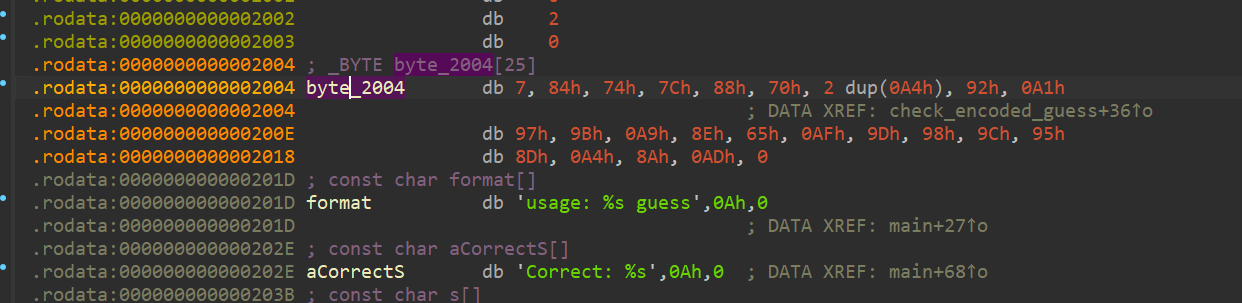 .rodata:0000000000002002 db 2
.rodata:0000000000002003 db 0
.rodata:0000000000002004 ; _BYTE byte_2004[25]
.rodata:0000000000002004 byte_2004 db 7, 84h, 74h, 7Ch, 88h, 70h, 2 dup(0A4h), 92h, 0A1h
.rodata:0000000000002004 ; DATA XREF: check_encoded_guess+36↑o
.rodata:000000000000200E db 97h, 9Bh, 0A9h, 8Eh, 65h, 0AFh, 9Dh, 98h, 9Ch, 95h
.rodata:0000000000002018 db 8Dh, 0A4h, 8Ah, 0ADh, 0
.rodata:000000000000201D ; const char format[]
.rodata:000000000000201D format db 'usage: %s guess',0Ah,0
.rodata:000000000000201D ; DATA XREF: main+27↑o
.rodata:000000000000202E ; const char aCorrectS[]
.rodata:000000000000202E aCorrectS db 'Correct: %s',0Ah,0 ; DATA XREF: main+68↑o
.rodata:000000000000203B ; const char s[]